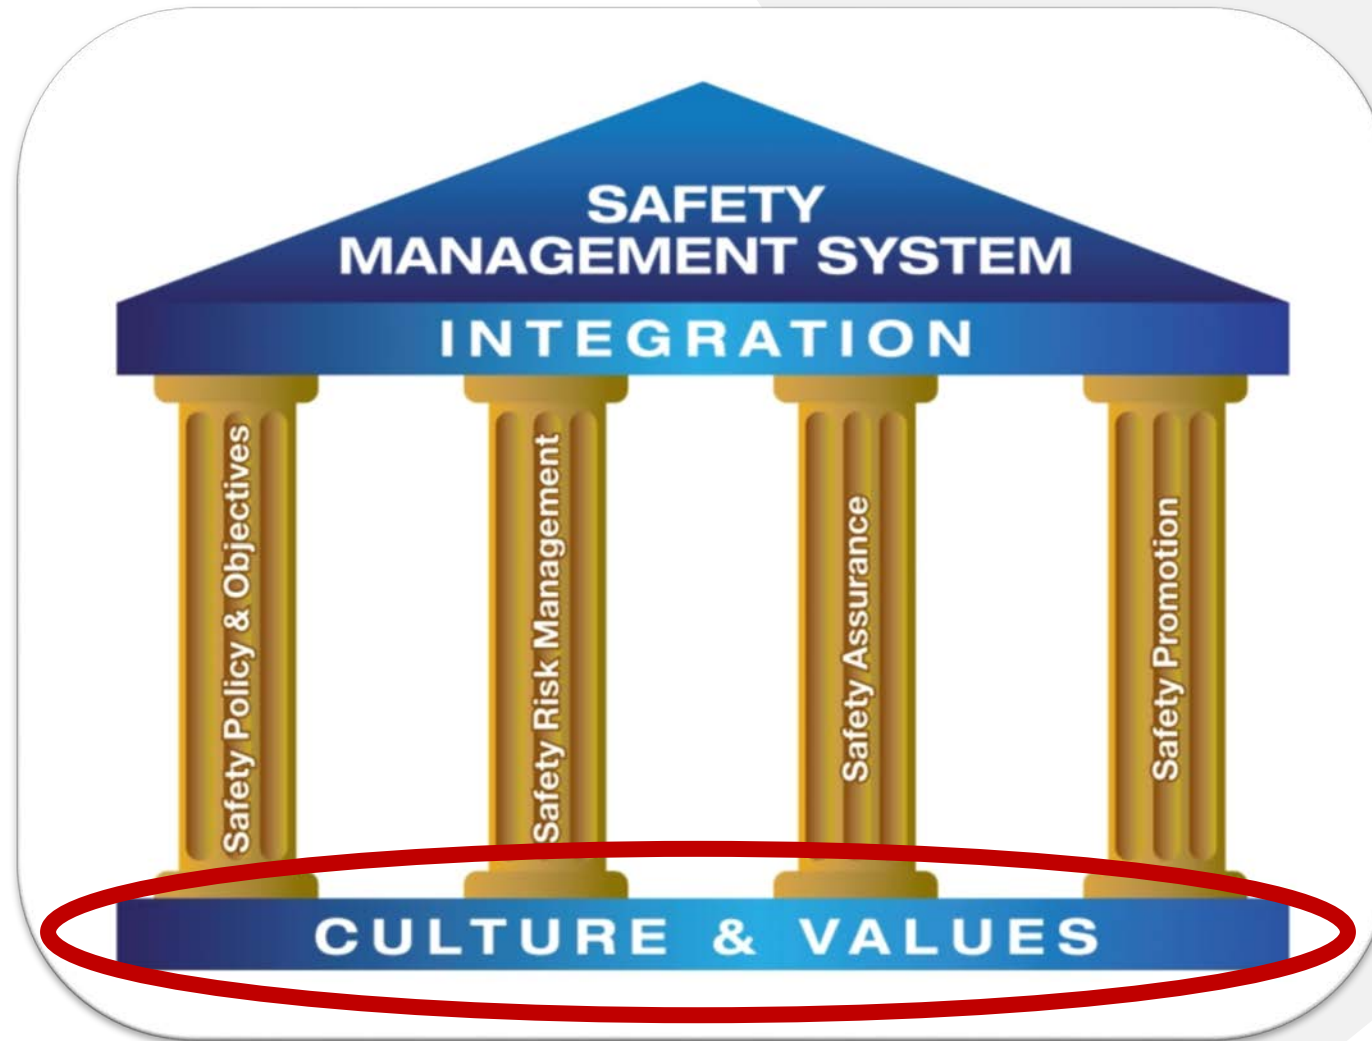 SAFETY
MANAGEMENT SYSTEM
INTEGRATION
Safety Policy & Objectives
Safety Risk Management
Safety Assurance
Safety Promotion
CULTURE & VALUES